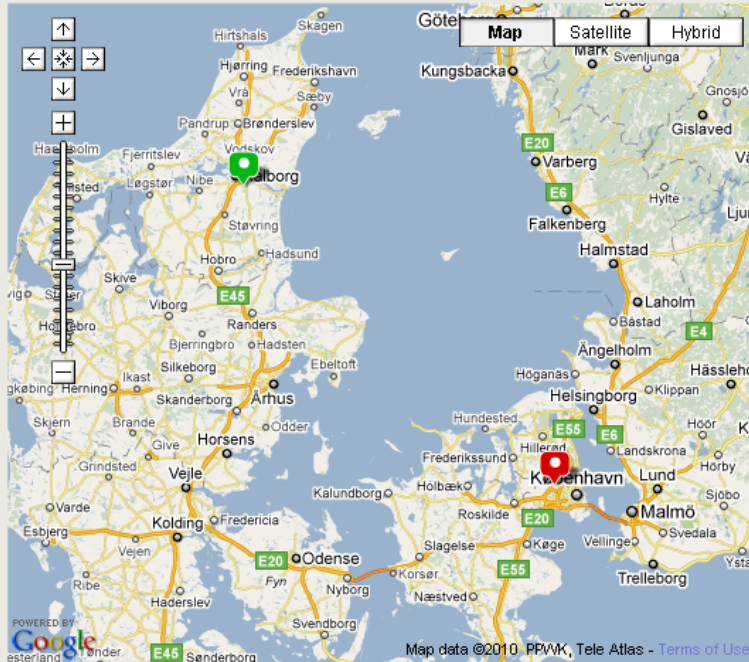 Skagen
Göteborg
Map
Satellite
Hybrid
Hirtshals
Mark
Svenljunga
Hjørring
Frederikshavn
Kungsbacka
Vrå
Sæby
Gnosjö
Pandrup
Brønderslev
Gislaved
E20
Fjerritslev
Vodskov
Varberg
Løgstør
Nibe
E6
Hylte
Falkenberg
Støvring
Hobro
Hadsund
Halmstad
Skive
E45
Laholm
Viborg
Randers
Båstad
E4
Bjerringbro
Hadsten
Ängelholm
Silkeborg
Ebeltoft
Höganäs
Herning
Ikast
Klippan
Skanderborg
Århus
Helsingborg
Skjern
Brande
Odder
Hundested
E55
E6
Höör
Give
Horsens
Hillerød
Landskrona
Grindsted
Frederikssund
Hörby
Vejle
Kalundborg
Holbæk
København
Lund
Sjöbo
Varde
Roskilde
E20
Malmö
Esbjerg
Kolding
Fredericia
Svedala
Vejen
E20
Odense
Slagelse
Køge
Vellinge
Ribe
Fyn
Nyborg
Korsør
E55
Trelleborg
Haderslev
Næstved
Svendborg
POWERED BY
Google
Tønder
E45
Sønderborg
Map data ©2010 PPWK, Tele Atlas - Terms of Use